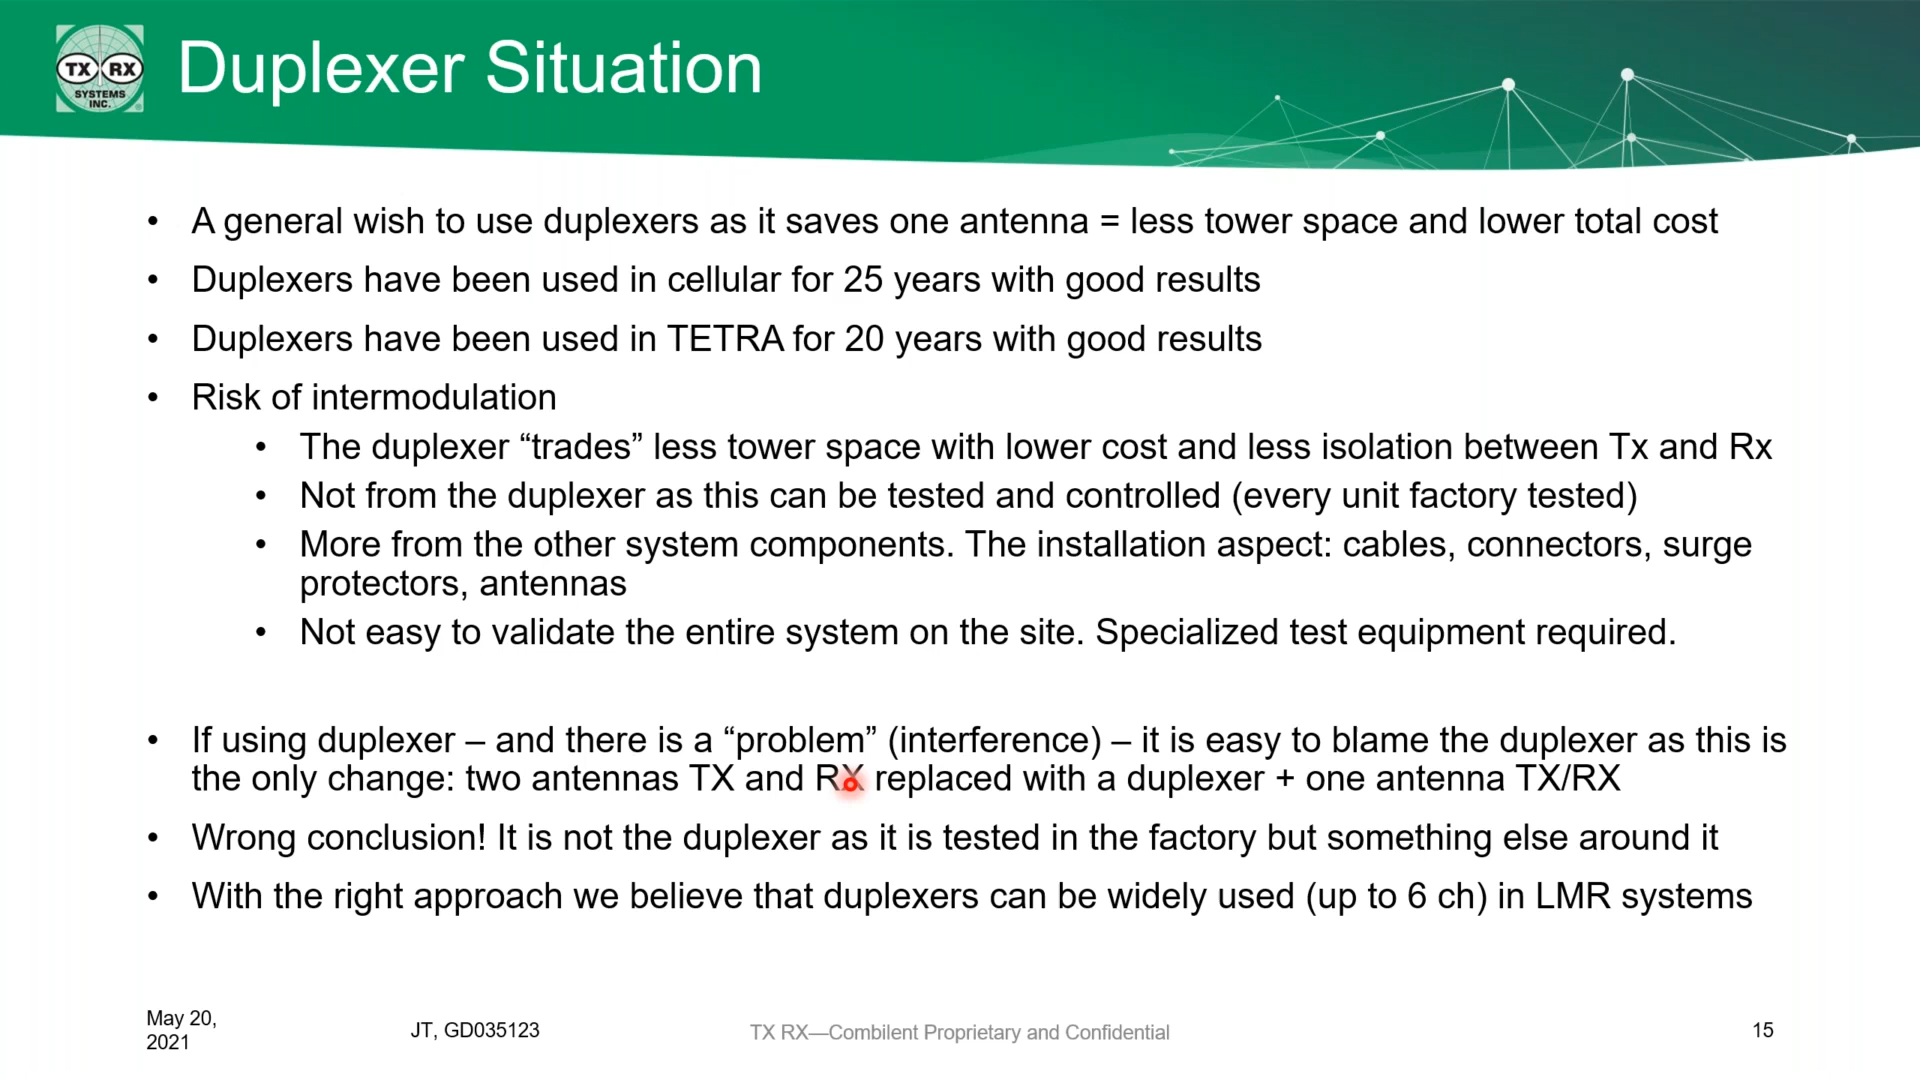 TX RX
SYSTEMS
INC.
Duplexer Situation
• A general wish to use duplexers as it saves one antenna = less tower space and lower total cost
• Duplexers have been used in cellular for 25 years with good results
• Duplexers have been used in TETRA for 20 years with good results
• Risk of intermodulation
• The duplexer “trades” less tower space with lower cost and less isolation between Tx and Rx
• Not from the duplexer as this can be tested and controlled (every unit factory tested)
• More from the other system components. The installation aspect: cables, connectors, surge
protectors, antennas
• Not easy to validate the entire system on the site. Specialized test equipment required.
• If using duplexer – and there is a “problem” (interference) – it is easy to blame the duplexer as this is
the only change: two antennas TX and RX replaced with a duplexer + one antenna TX/RX
• Wrong conclusion! It is not the duplexer as it is tested in the factory but something else around it
• With the right approach we believe that duplexers can be widely used (up to 6 ch) in LMR systems
May 20,
2021
JT, GD035123
TX RX—Combilent Proprietary and Confidential
15